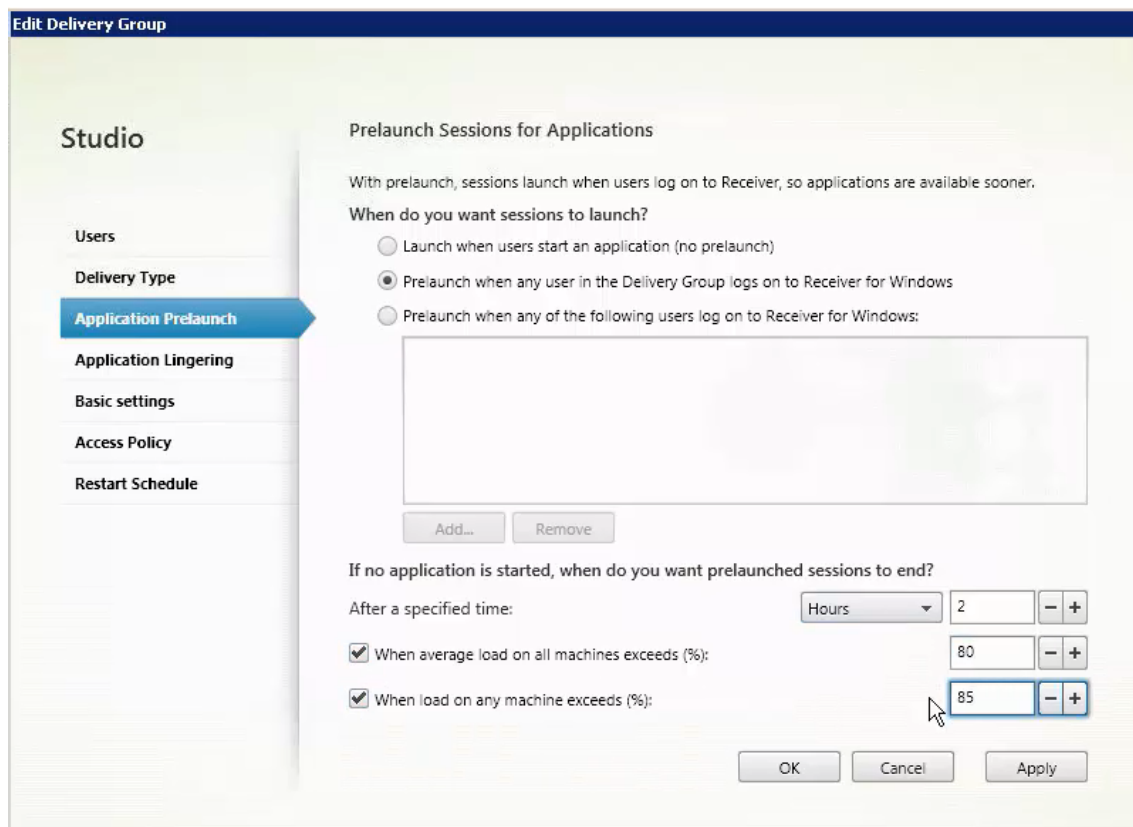 Edit Delivery Group
Studio
Users
Delivery Type
Application Prelaunch
Application Lingering
Basic settings
Access Policy
Restart Schedule
Prelaunch Sessions for Applications
With prelaunch, sessions launch when users log on to Receiver, so applications are available sooner.
When do you want sessions to launch?
Launch when users start an application (no prelaunch)
Prelaunch when any user in the Delivery Group logs on to Receiver for Windows
Prelaunch when any of the following users log on to Receiver for Windows:
Add... Remove
If no application is started, when do you want prelaunched sessions to end?
After a specified time: Hours 2 - +
When average load on all machines exceeds (%): 80 - +
When load on any machine exceeds (%): 85 - +
OK Cancel Apply